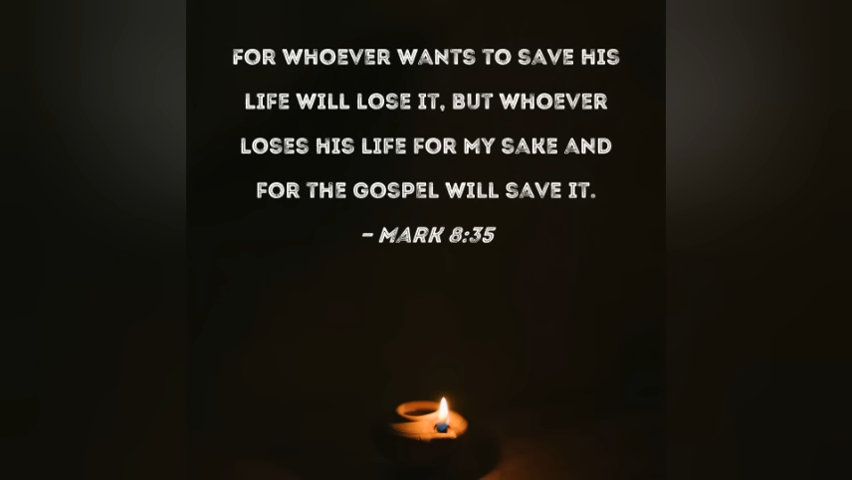 FOR WHOEVER WANTS TO SAVE HIS
LIFE WILL LOSE IT, BUT WHOEVER
LOSES HIS LIFE FOR MY SAKE AND
FOR THE GOSPEL WILL SAVE IT.
- MARK 8:35